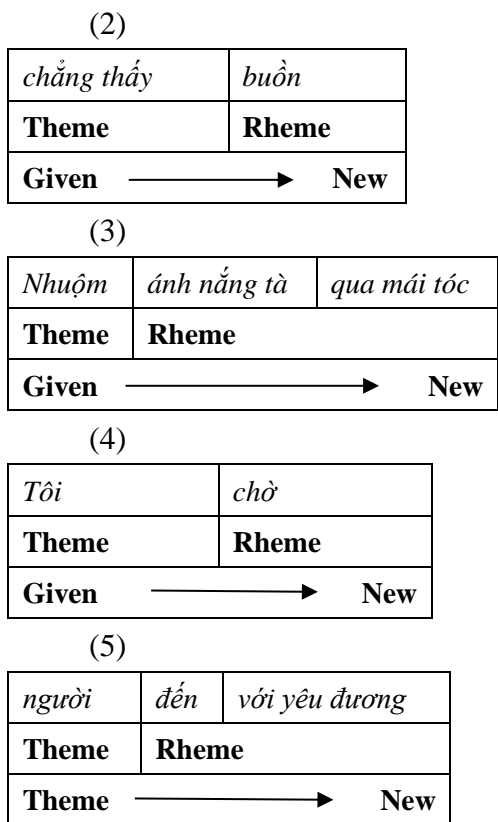 (2)
chẳng thấy buồn
Theme Rheme
Given New
(3)
Nhuộm ánh nắng tà qua mái tóc
Theme Rheme
Given New
(4)
Tôi chờ
Theme Rheme
Given New
(5)
người đến với yêu đương
Theme Rheme
Theme New